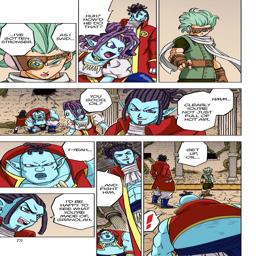 HUH?
HOW'D
HE DO
THAT?
AS I
SAID...
...I'VE
GOTTEN
STRONGER.
HMM...
CLEARLY
YOU'RE
NOT JUST
FULL OF
HOT AIR.
YOU
GOOD,
OIL?
Y-YEAH...
GET
UP,
OIL...
...AND
FIGHT
HIM.
I'D BE
HAPPY TO
SEE WHAT
YOU'RE
MADE OF,
GRANOLAH.